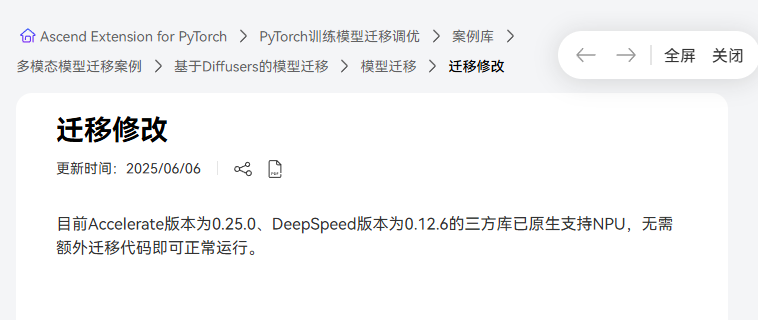 Ascend Extension for PyTorch > PyTorch训练模型迁移调优 > 案例库 >
多模态模型迁移案例 > 基于Diffusers的模型迁移 > 模型迁移 > 迁移修改
全屏 关闭
迁移修改
更新时间：2025/06/06
PDF
目前Accelerate版本为0.25.0、DeepSpeed版本为0.12.6的三方库已原生支持NPU，无需
额外迁移代码即可正常运行。